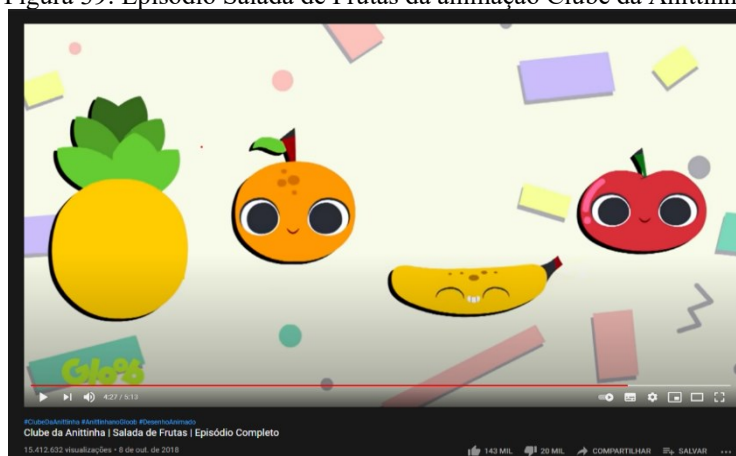 Figura 39: Episódio Salada de Frutas da animação Clube da Anittinha
Gloob
4:27 / 5:13
#ClubeDaAnittinha #AnittinhanoGloob #DesenhoAnimado
Clube da Anittinha | Salada de Frutas | Episódio Completo
15.412.632 visualizações • 8 de out. de 2018
143 MIL 20 MIL COMPARTILHAR SALVAR